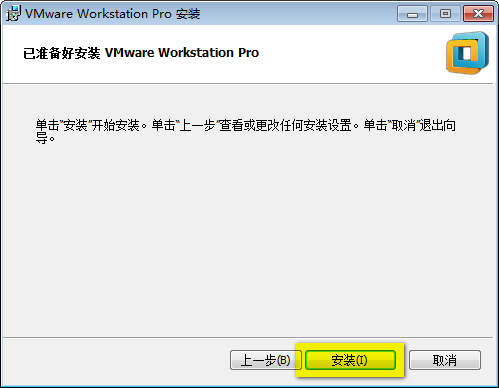 VMware Workstation Pro 安装
已准备好安装 VMware Workstation Pro
单击“安装”开始安装。单击“上一步”查看或更改任何安装设置。单击“取消”退出向
导。
上一步(B)
安装(I)
取消